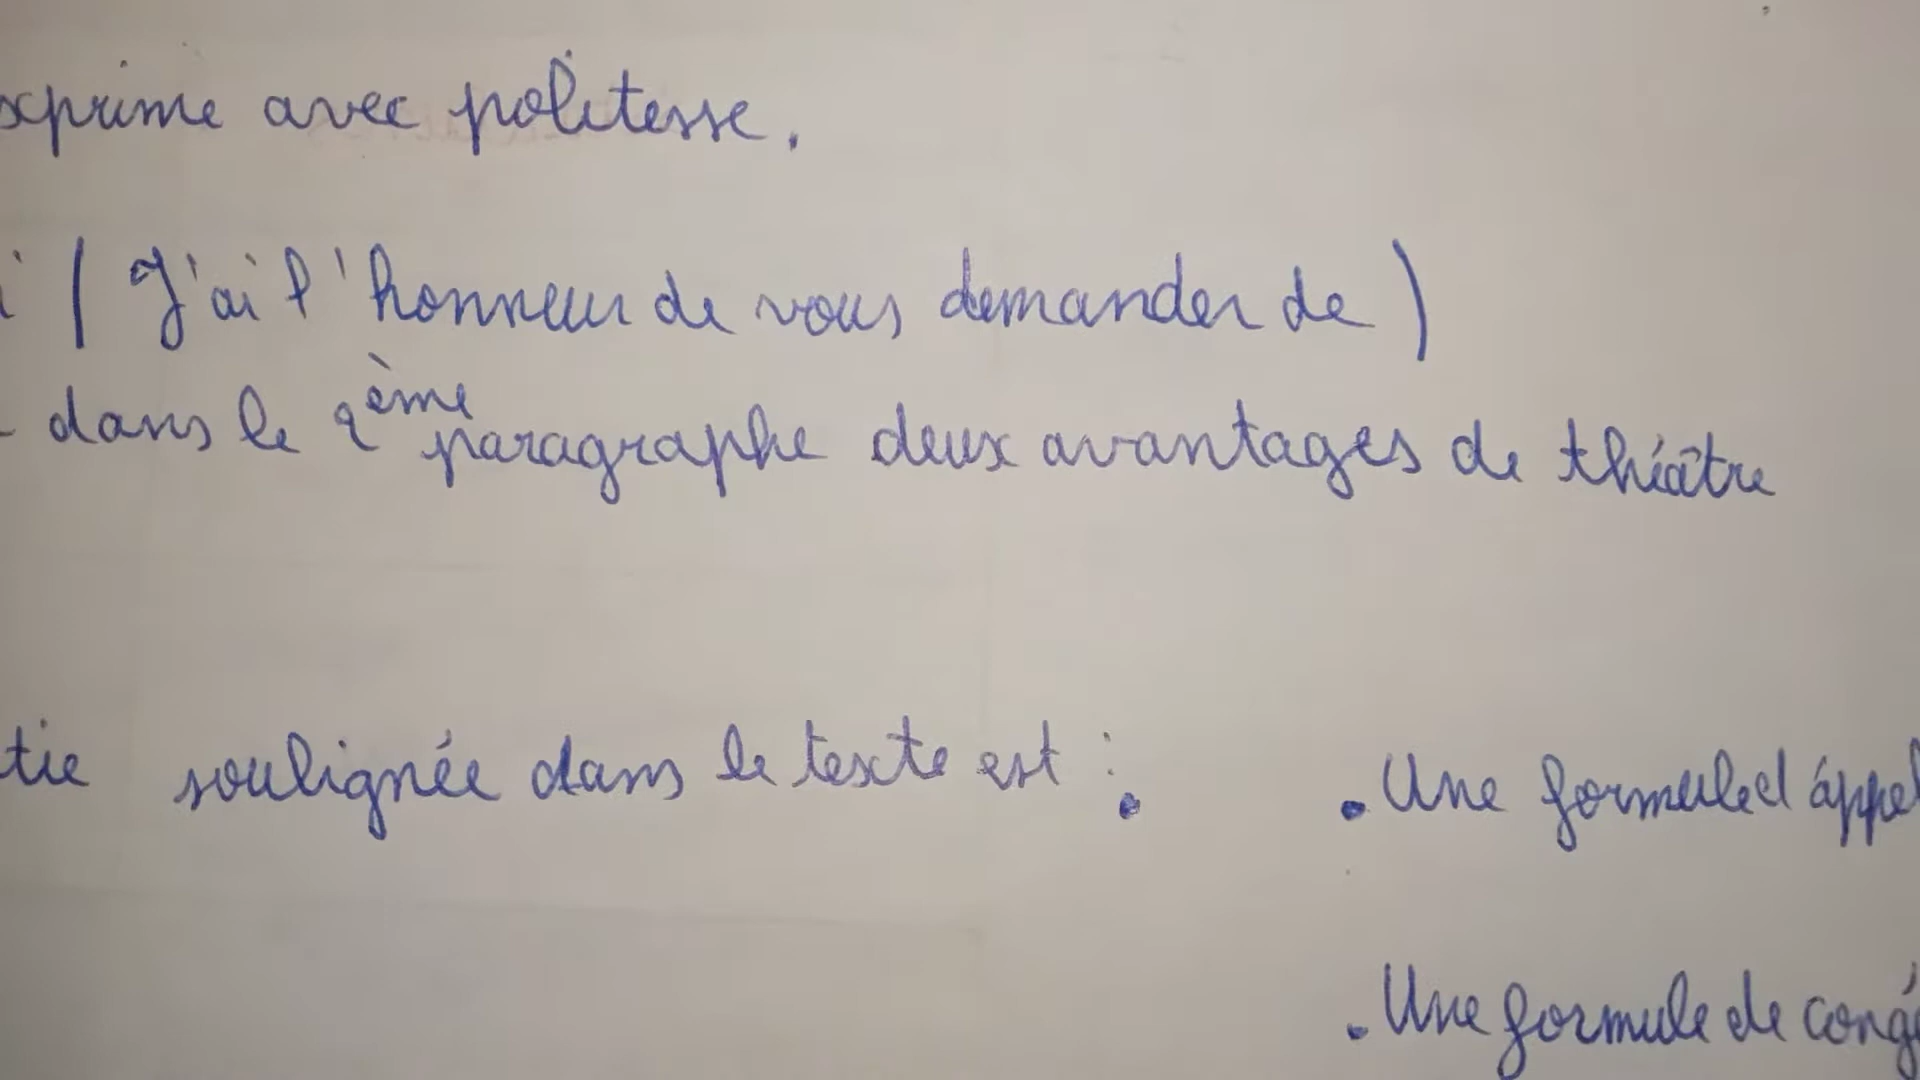 xprime avec politesse.
i ( J'ai l'honneur de vous demander de )
- dans le 2ème paragraphe deux avantages de théâtre
tie soulignée dans le texte est : . . Une formule d'appel
. Une formule de congé